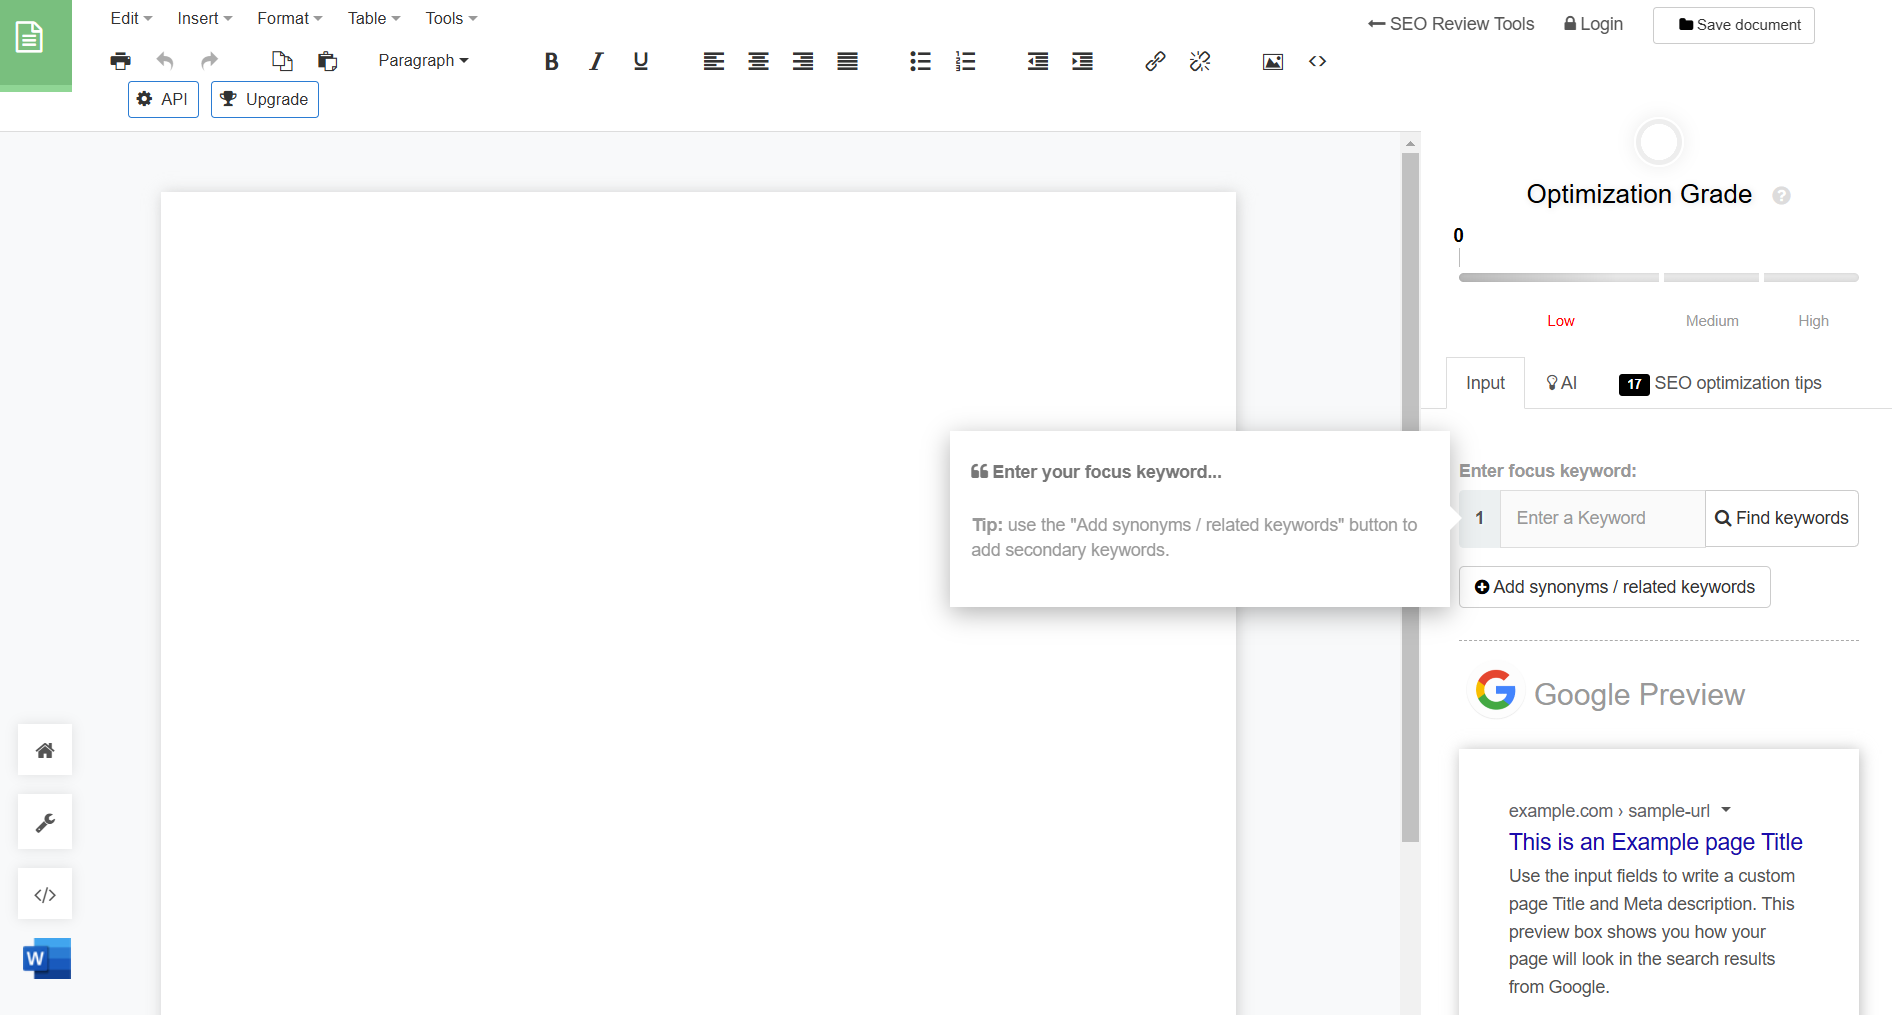 Edit Insert Format Table Tools
SEO Review Tools Login Save document
Paragraph B I U
API Upgrade
Optimization Grade ?
0
Low Medium High
Input AI 17 SEO optimization tips
Enter your focus keyword...
Tip: use the "Add synonyms / related keywords" button to
add secondary keywords.
Enter focus keyword:
1 Enter a Keyword Find keywords
Add synonyms / related keywords
Google Preview
example.com › sample-url
This is an Example page Title
Use the input fields to write a custom
page Title and Meta description. This
preview box shows you how your
page will look in the search results
from Google.
W